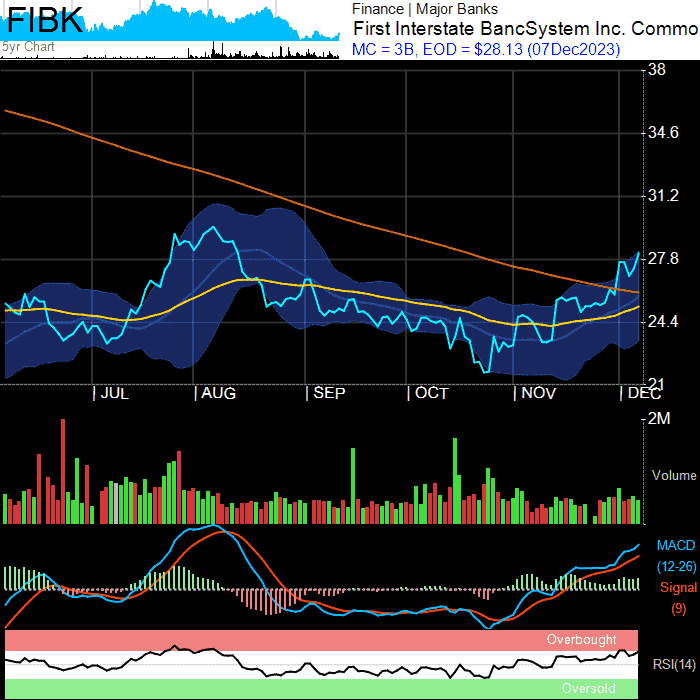 FIBK
5yr Chart
Finance | Major Banks
First Interstate BancSystem Inc. Commo
MC = 3B, EOD = $28.13 (07Dec2023)
38
34.6
31.2
27.8
24.4
21
JUL AUG SEP OCT NOV DEC
2M
Volume
MACD
(12-26)
Signal
(9)
Overbought
RSI(14)
Oversold